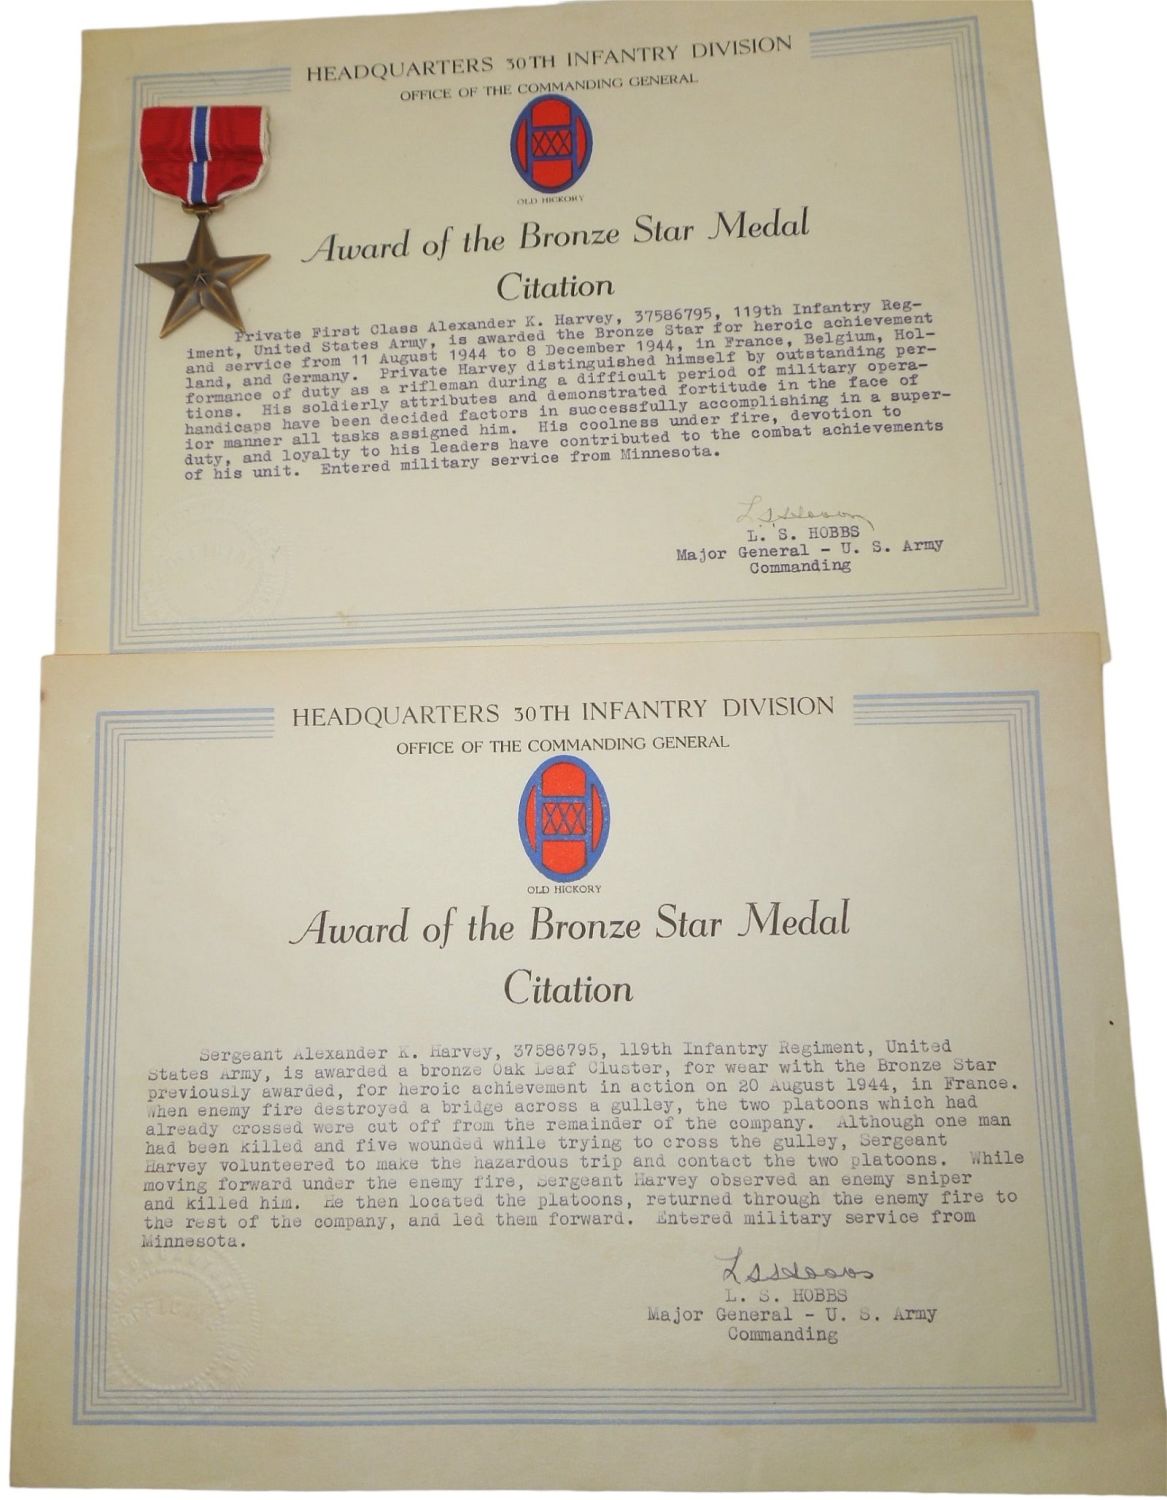 HEADQUARTERS 30TH INFANTRY DIVISION
OFFICE OF THE COMMANDING GENERAL
OLD HICKORY
Award of the Bronze Star Medal
Citation
Private First Class Alexander K. Harvey, 37586795, 119th Infantry Reg-
iment, United States Army, is awarded the Bronze Star for heroic achievement
and service from 11 August 1944 to 8 December 1944, in France, Belgium, Hol-
land, and Germany. Private Harvey distinguished himself by outstanding per-
formance of duty as a rifleman during a difficult period of military opera-
tions. His soldierly attributes and demonstrated fortitude in the face of
handicaps have been decided factors in successfully accomplishing in a super-
ior manner all tasks assigned him. His coolness under fire, devotion to
duty, and loyalty to his leaders have contributed to the combat achievements
of his unit. Entered military service from Minnesota.
L. S. HOBBS
Major General - U. S. Army
Commanding
HEADQUARTERS 30TH INFANTRY DIVISION
OFFICE OF THE COMMANDING GENERAL
OLD HICKORY
Award of the Bronze Star Medal
Citation
Sergeant Alexander K. Harvey, 37586795, 119th Infantry Regiment, United
States Army, is awarded a bronze Oak Leaf Cluster, for wear with the Bronze Star
previously awarded, for heroic achievement in action on 20 August 1944, in France.
When enemy fire destroyed a bridge across a gulley, the two platoons which had
already crossed were cut off from the remainder of the company. Although one man
had been killed and five wounded while trying to cross the gulley, Sergeant
Harvey volunteered to make the hazardous trip and contact the two platoons. While
moving forward under the enemy fire, Sergeant Harvey observed an enemy sniper
and killed him. He then located the platoons, returned through the enemy fire to
the rest of the company, and led them forward. Entered military service from
Minnesota.
L. S. HOBBS
Major General - U. S. Army
Commanding